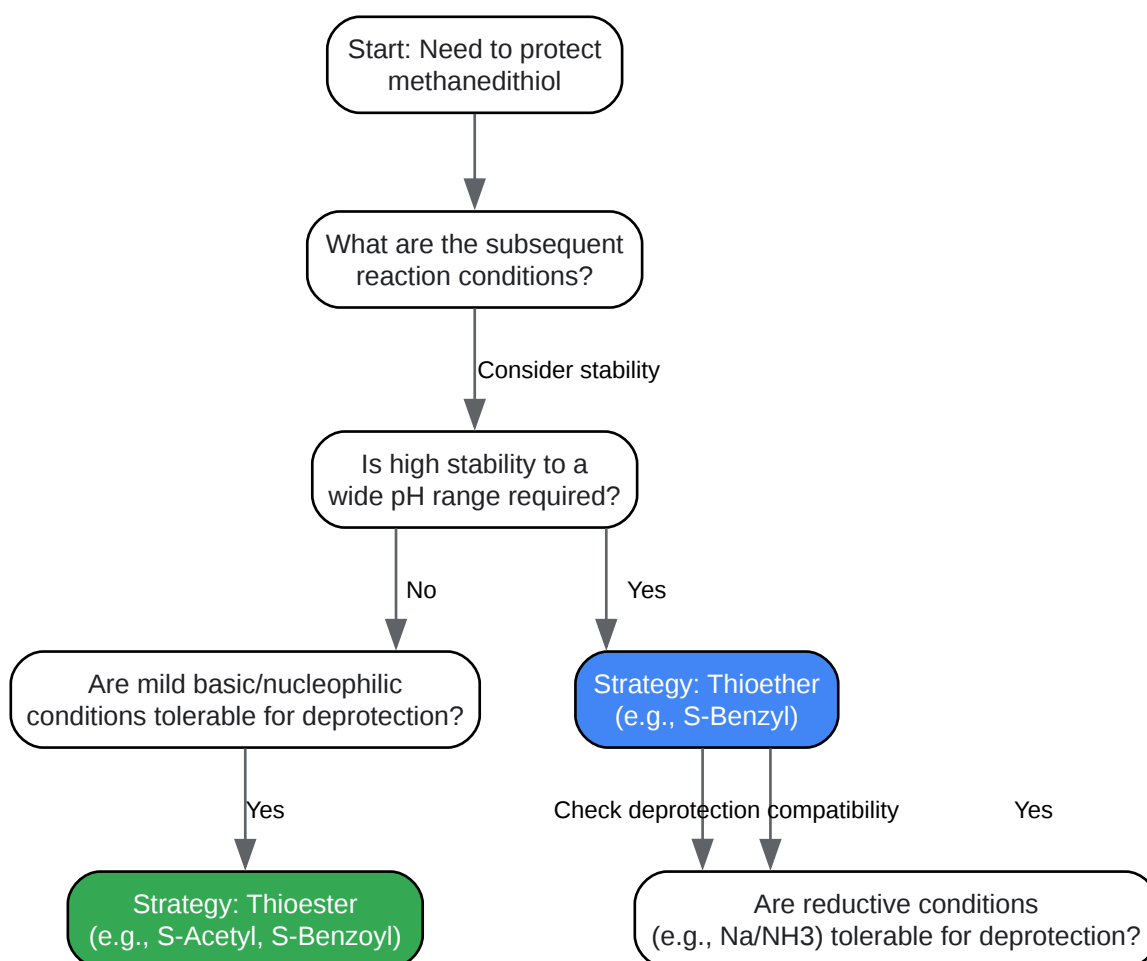 Start: Need to protect
methanedithiol
What are the subsequent
reaction conditions?
Consider stability
Is high stability to a
wide pH range required?
No
Yes
Are mild basic/nucleophilic
conditions tolerable for deprotection?
Strategy: Thioether
(e.g., S-Benzyl)
Yes
Check deprotection compatibility
Yes
Strategy: Thioester
(e.g., S-Acetyl, S-Benzoyl)
Are reductive conditions
(e.g., Na/NH3) tolerable for deprotection?